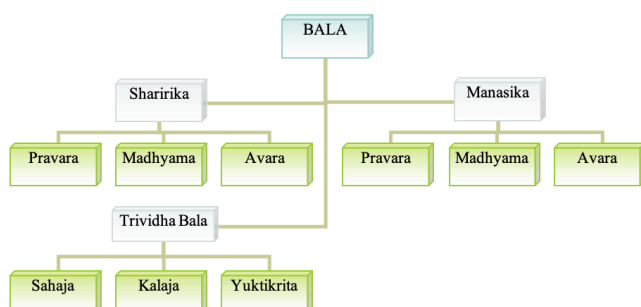 BALA
Sharirika
Manasika
Pravara
Madhyama
Avara
Pravara
Madhyama
Avara
Trividha Bala
Sahaja
Kalaja
Yuktikrita